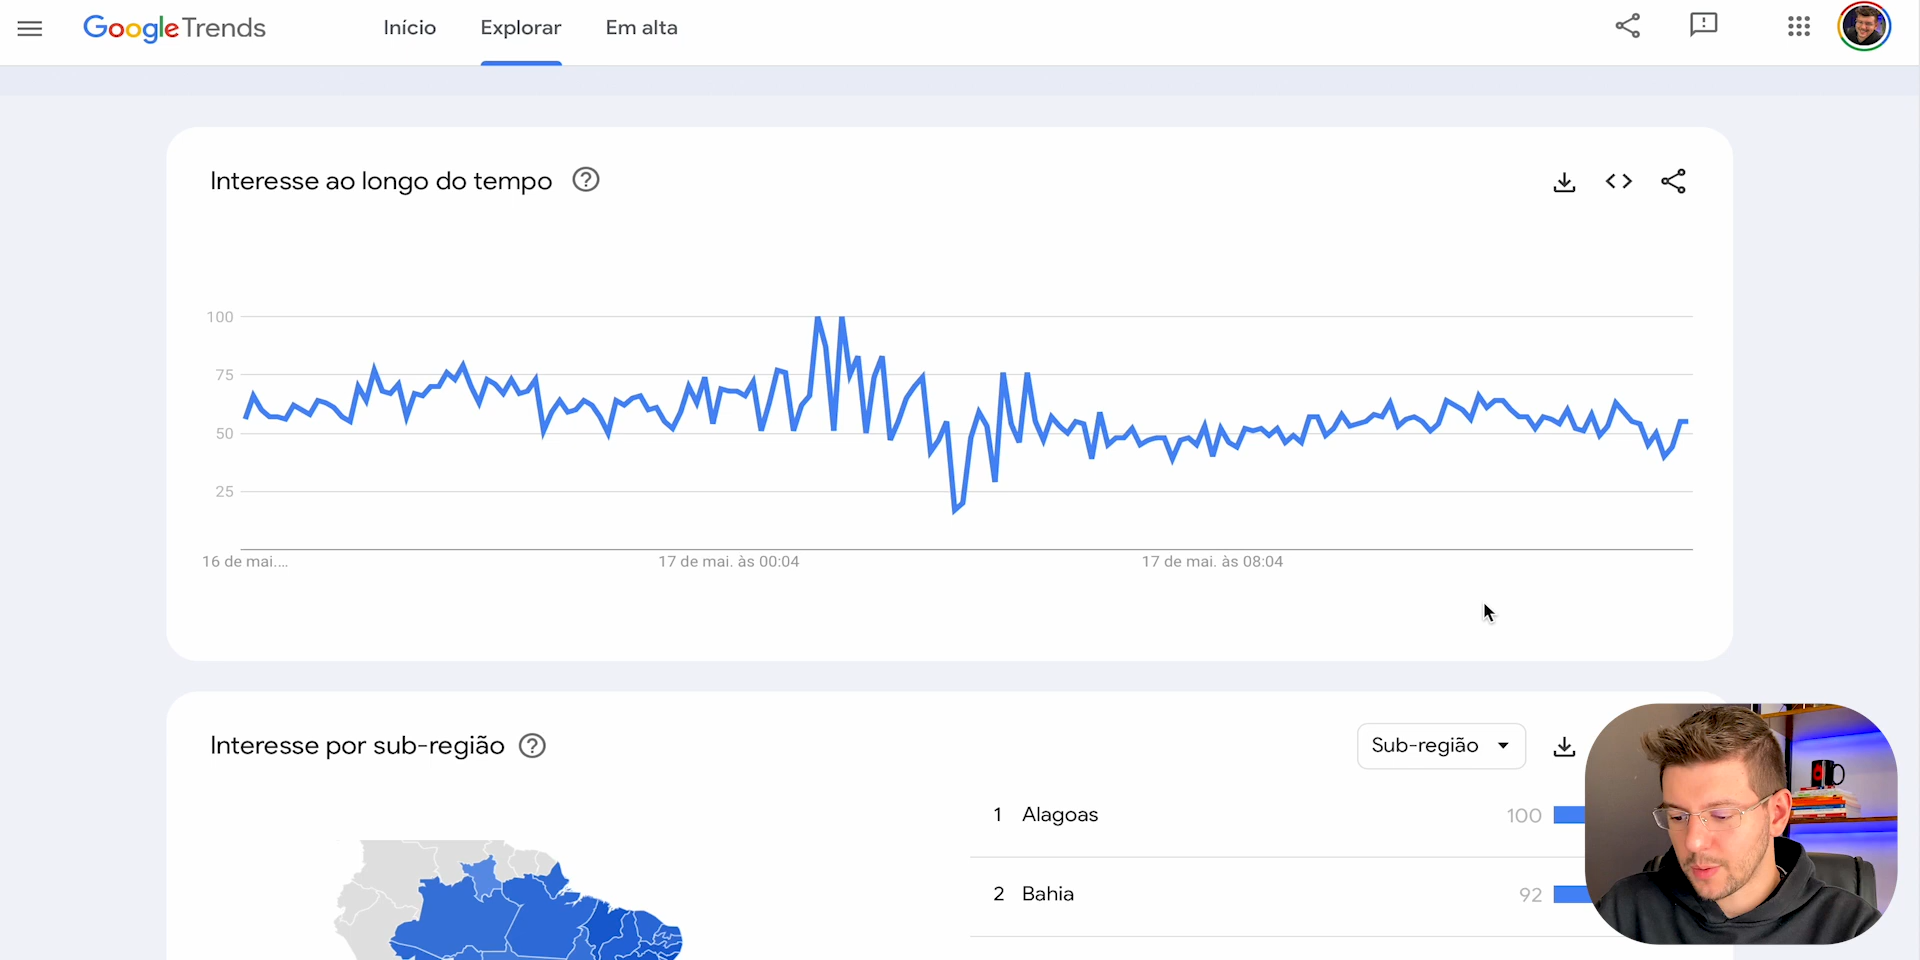 Google Trends
Início
Explorar
Em alta
Interesse ao longo do tempo
100
75
50
25
16 de mai....
17 de mai. às 00:04
17 de mai. às 08:04
Interesse por sub-região
Sub-região
1 Alagoas 100
2 Bahia 92